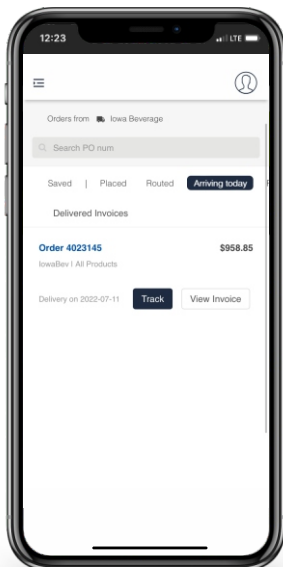 12:23 LTE
Orders from Iowa Beverage
Search PO num
Saved | Placed Routed Arriving today
Delivered Invoices
Order 4023145 $958.85
IowaBev | All Products
Delivery on 2022-07-11 Track View Invoice